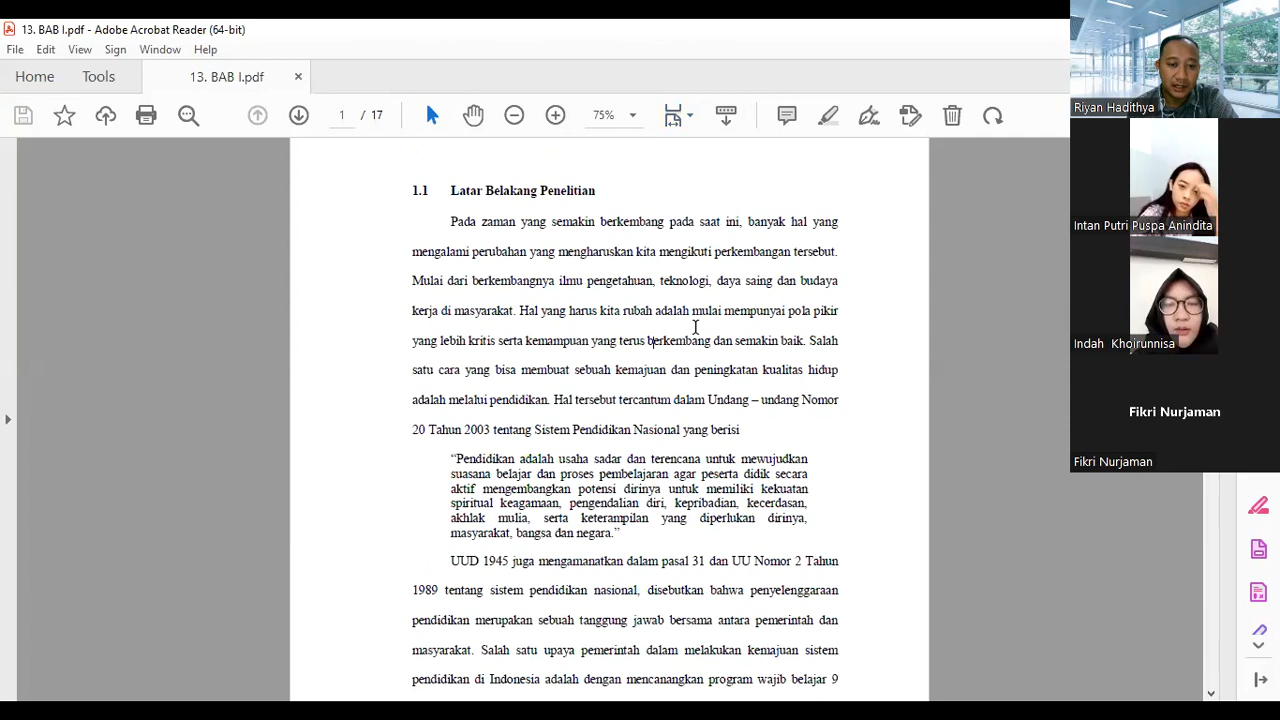 13. BAB I.pdf - Adobe Acrobat Reader (64-bit)
File Edit View Sign Window Help
Home Tools 13. BAB I.pdf ×
1 / 17 75%
1.1 Latar Belakang Penelitian
Pada zaman yang semakin berkembang pada saat ini, banyak hal yang
mengalami perubahan yang mengharuskan kita mengikuti perkembangan tersebut.
Mulai dari berkembangnya ilmu pengetahuan, teknologi, daya saing dan budaya
kerja di masyarakat. Hal yang harus kita rubah adalah mulai mempunyai pola pikir
yang lebih kritis serta kemampuan yang terus berkembang dan semakin baik. Salah
satu cara yang bisa membuat sebuah kemajuan dan peningkatan kualitas hidup
adalah melalui pendidikan. Hal tersebut tercantum dalam Undang – undang Nomor
20 Tahun 2003 tentang Sistem Pendidikan Nasional yang berisi
“Pendidikan adalah usaha sadar dan terencana untuk mewujudkan
suasana belajar dan proses pembelajaran agar peserta didik secara
aktif mengembangkan potensi dirinya untuk memiliki kekuatan
spiritual keagamaan, pengendalian diri, kepribadian, kecerdasan,
akhlak mulia, serta keterampilan yang diperlukan dirinya,
masyarakat, bangsa dan negara.”
UUD 1945 juga mengamanatkan dalam pasal 31 dan UU Nomor 2 Tahun
1989 tentang sistem pendidikan nasional, disebutkan bahwa penyelenggaraan
pendidikan merupakan sebuah tanggung jawab bersama antara pemerintah dan
masyarakat. Salah satu upaya pemerintah dalam melakukan kemajuan sistem
pendidikan di Indonesia adalah dengan mencanangkan program wajib belajar 9
Riyan Hadithya
Intan Putri Puspa Anindita
Indah Khoirunnisa
Fikri Nurjaman
Fikri Nurjaman